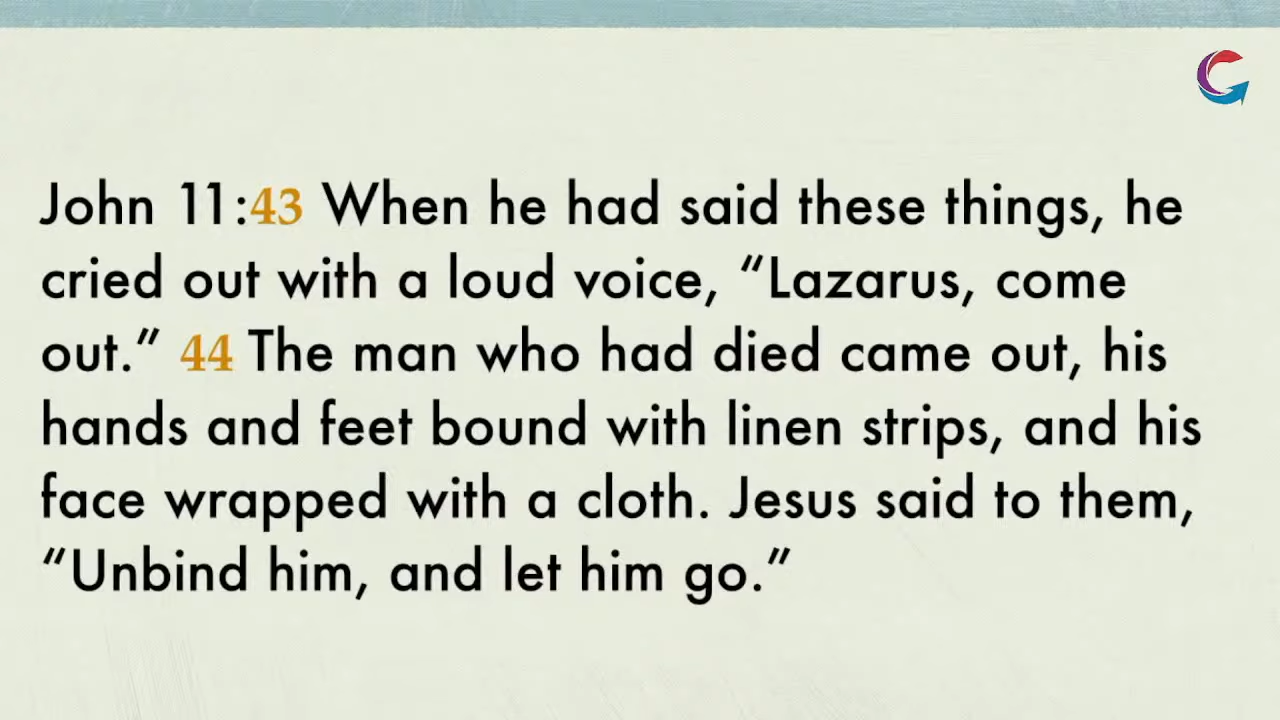 John 11:43 When he had said these things, he
cried out with a loud voice, “Lazarus, come
out.” 44 The man who had died came out, his
hands and feet bound with linen strips, and his
face wrapped with a cloth. Jesus said to them,
“Unbind him, and let him go.”